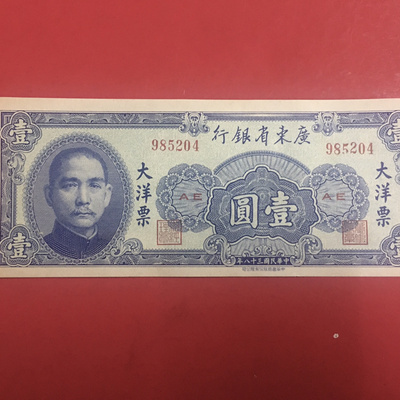 廣東省銀行
985204
985204
壹
壹
大洋票
大洋票
AE
AE
壹圓
中華民國三十八年